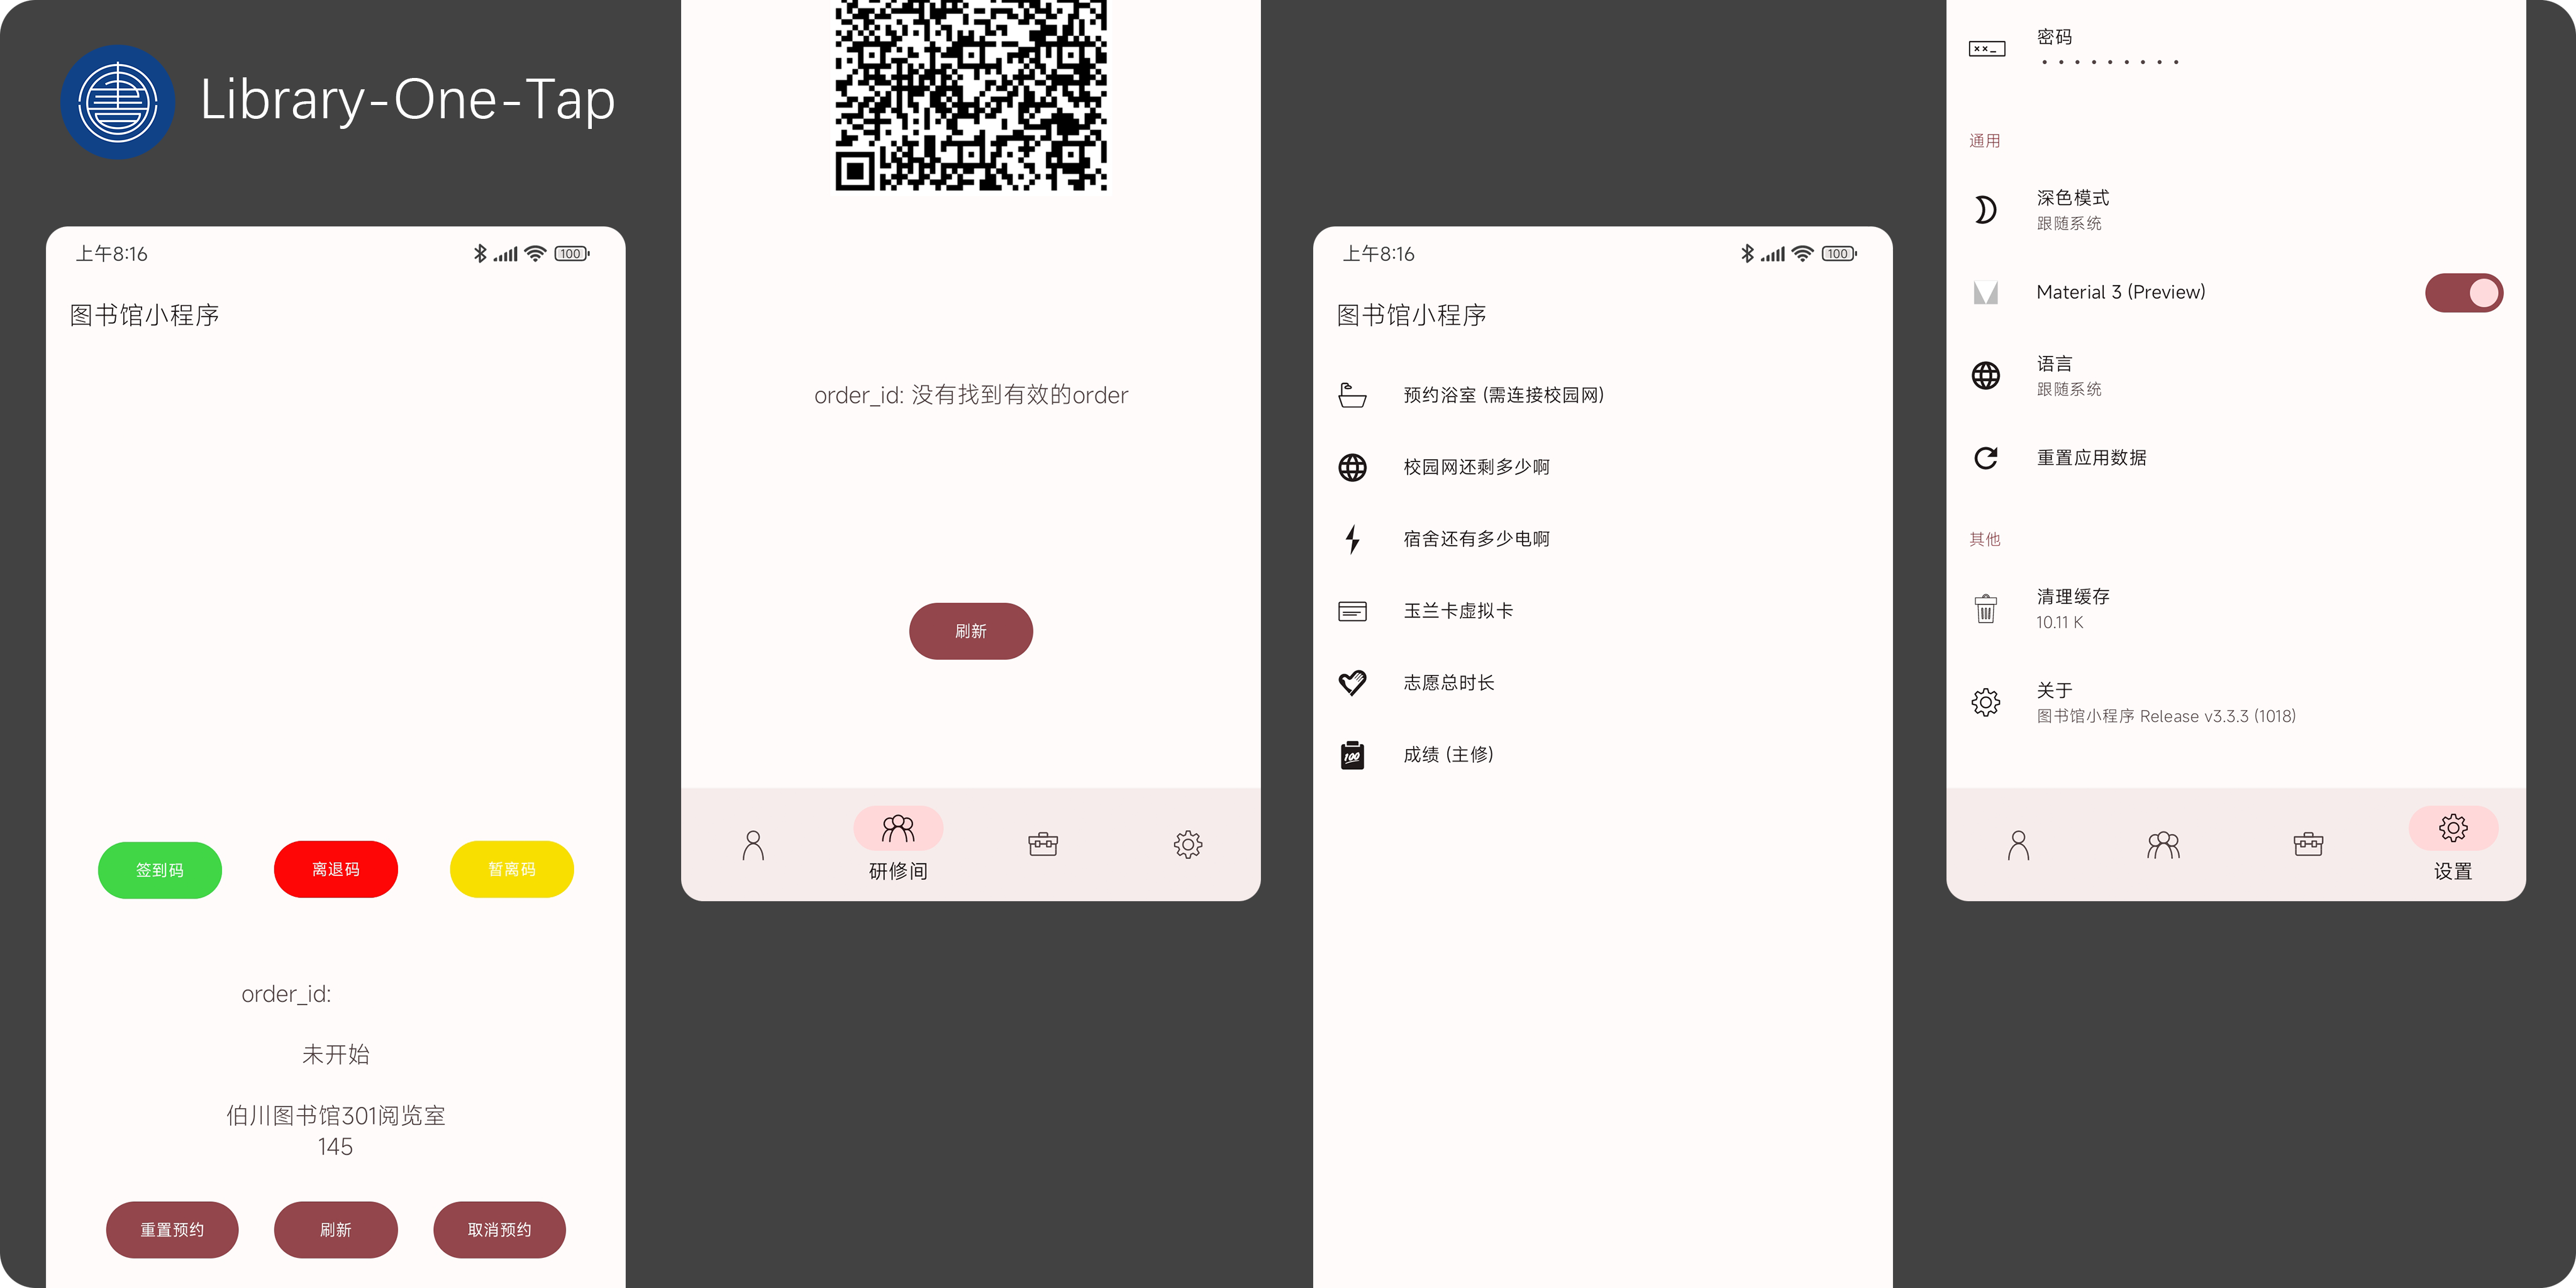 Library-One-Tap
上午8:16
100
图书馆小程序
签到码
离退码
暂离码
order_id:
未开始
伯川图书馆301阅览室
145
重置预约
刷新
取消预约
order_id: 没有找到有效的order
刷新
研修间
上午8:16
100
图书馆小程序
预约浴室 (需连接校园网)
校园网还剩多少啊
宿舍还有多少电啊
玉兰卡虚拟卡
志愿总时长
100
成绩 (主修)
密码
通用
深色模式
跟随系统
Material 3 (Preview)
语言
跟随系统
重置应用数据
其他
清理缓存
10.11 K
关于
图书馆小程序 Release v3.3.3 (1018)
设置